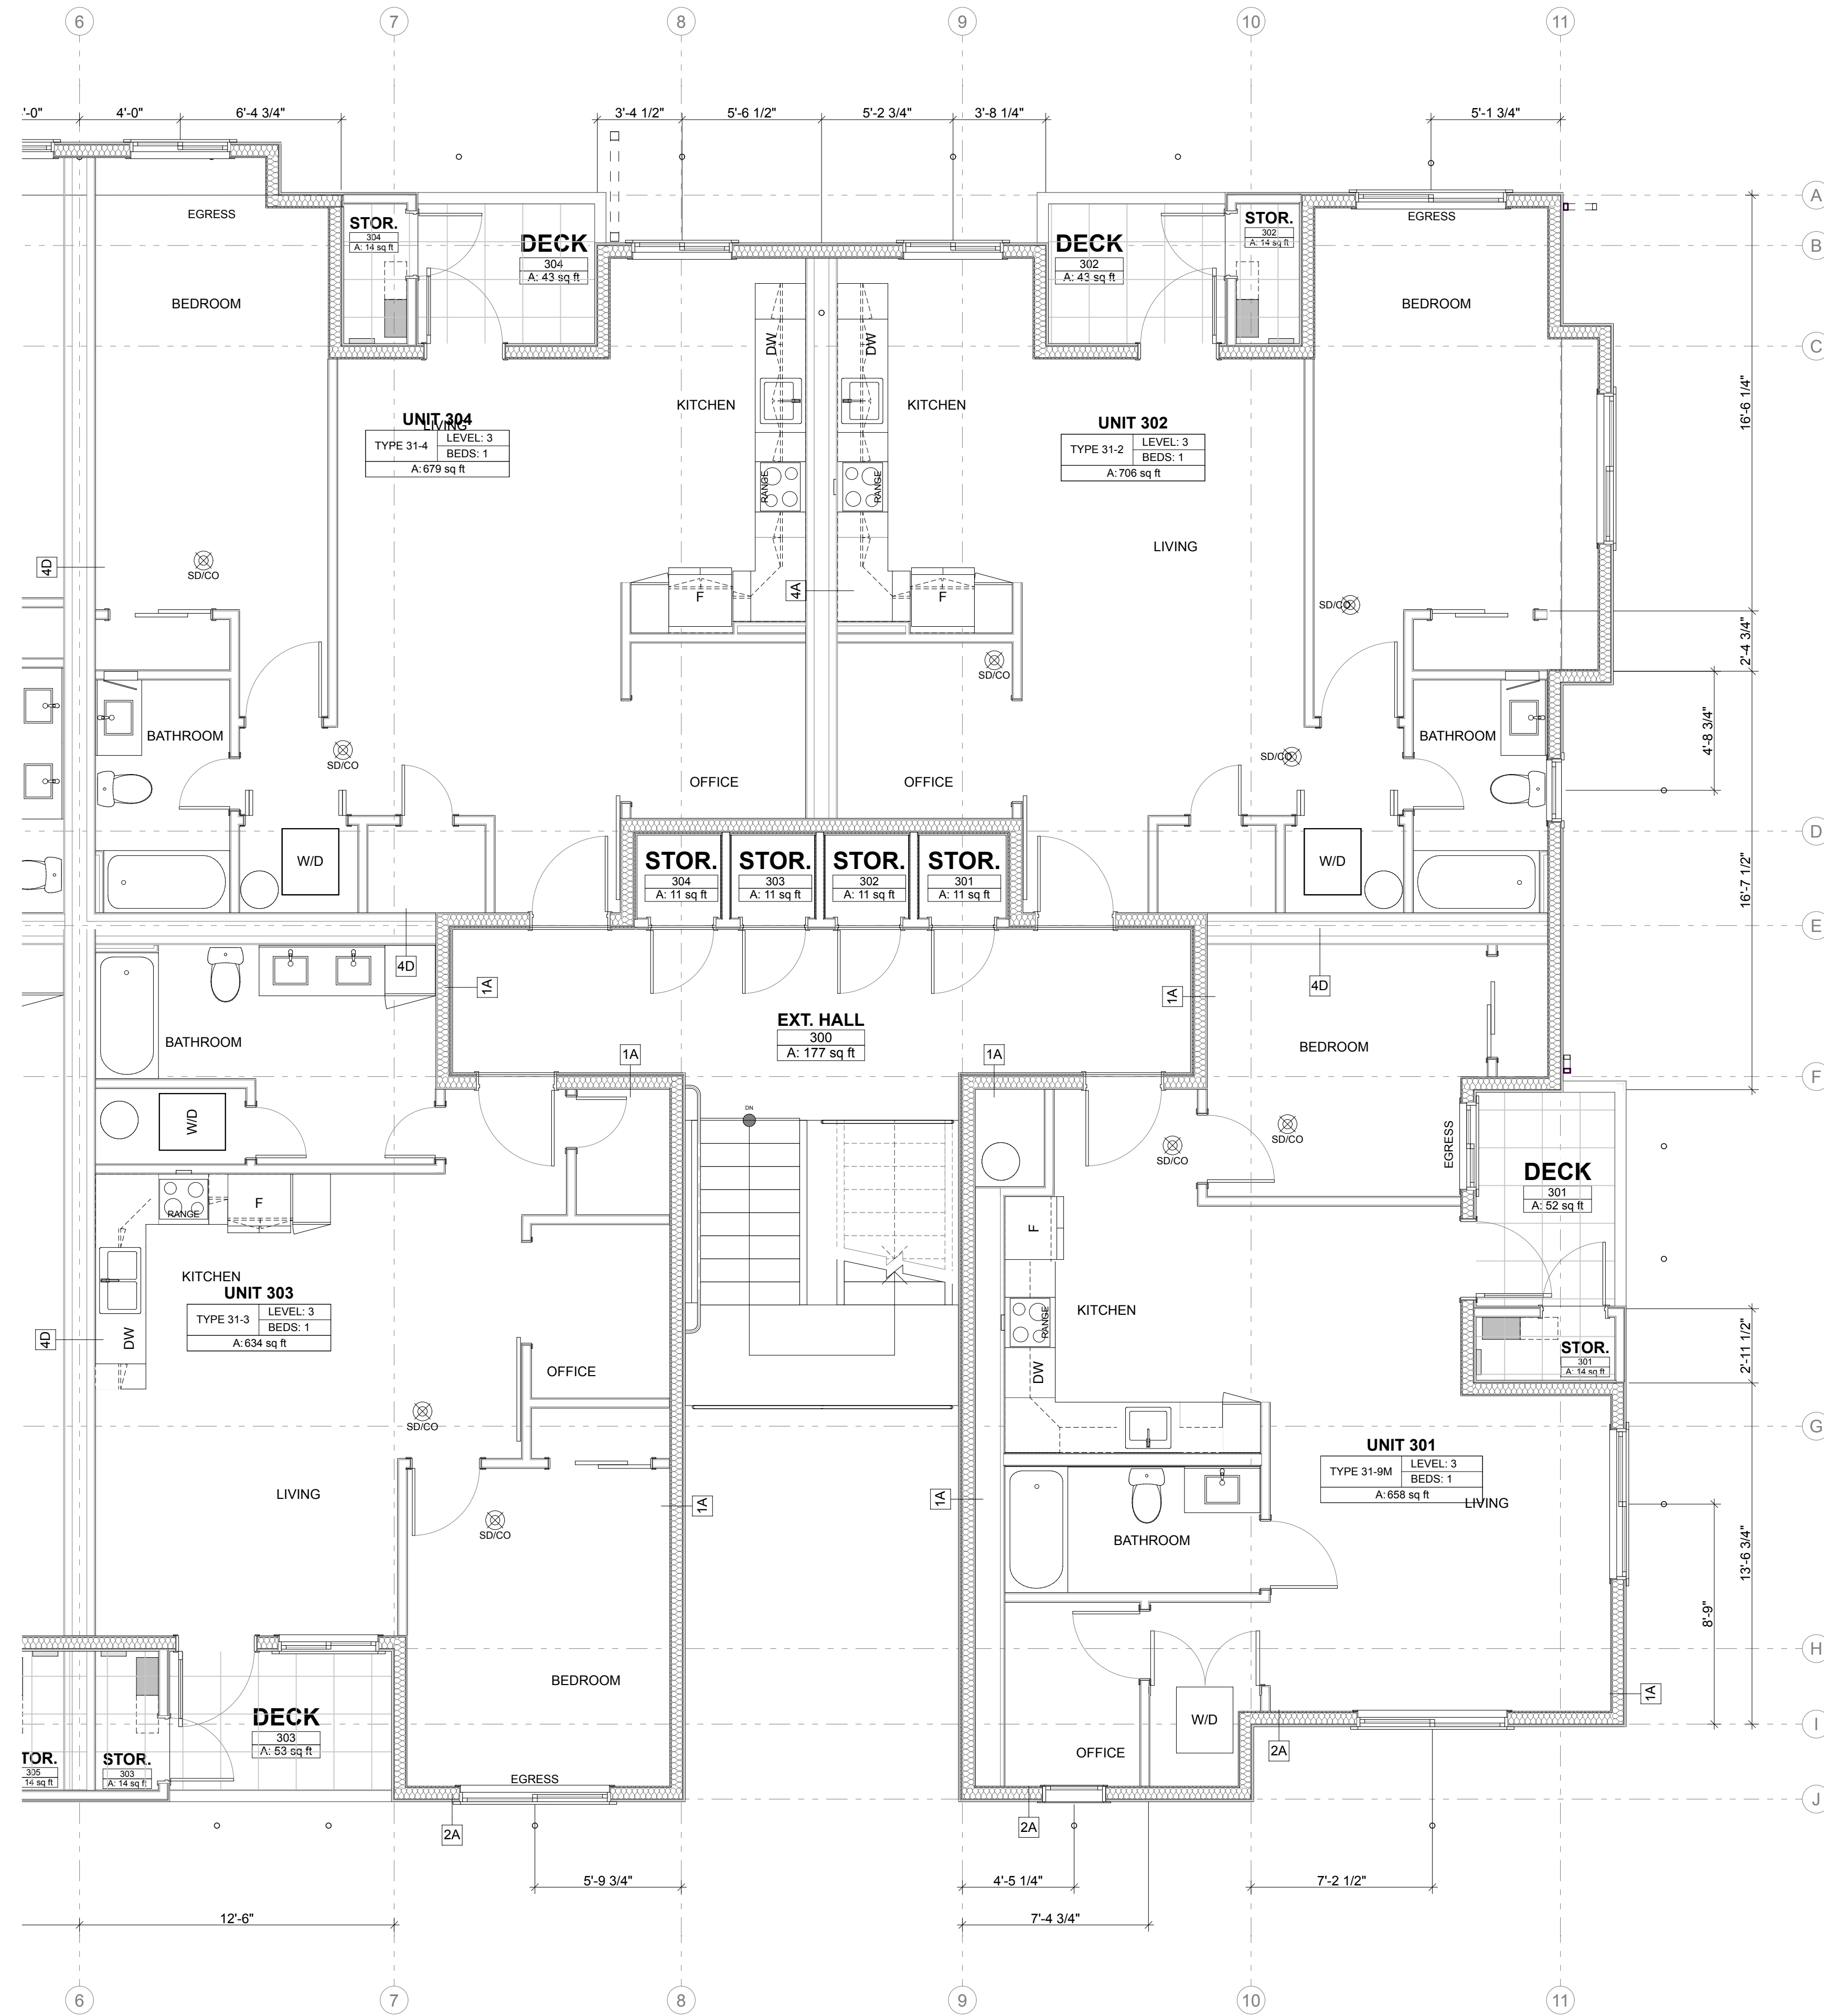 6
7
8
9
10
11
4'-0"
6'-4 3/4"
3'-4 1/2"
5'-6 1/2"
5'-2 3/4"
3'-8 1/4"
5'-1 3/4"
A
B
C
D
E
F
G
H
I
J
EGRESS
BEDROOM
STOR.
304
A: 14 sq ft
DECK
304
A: 43 sq ft
DECK
302
A: 43 sq ft
STOR.
302
A: 14 sq ft
EGRESS
BEDROOM
DW
DW
KITCHEN
KITCHEN
UNIT 304
LIVING
TYPE 31-4
LEVEL: 3
BEDS: 1
A: 679 sq ft
UNIT 302
TYPE 31-2
LEVEL: 3
BEDS: 1
A: 706 sq ft
16'-6 1/4"
RANGE
RANGE
LIVING
4D
SD/CO
F
4A
F
SD/CO
SD/CO
2'-4 3/4"
BATHROOM
SD/CO
SD/CO
BATHROOM
4'-8 3/4"
OFFICE
OFFICE
W/D
W/D
STOR.
304
A: 11 sq ft
STOR.
303
A: 11 sq ft
STOR.
302
A: 11 sq ft
STOR.
301
A: 11 sq ft
16'-7 1/2"
4D
1A
1A
4D
EXT. HALL
300
A: 177 sq ft
BATHROOM
1A
1A
BEDROOM
W/D
DN
SD/CO
SD/CO
EGRESS
DECK
301
A: 52 sq ft
RANGE
F
F
KITCHEN
UNIT 303
TYPE 31-3
LEVEL: 3
BEDS: 1
A: 634 sq ft
4D
DW
KITCHEN
RANGE
DW
OFFICE
STOR.
301
A: 14 sq ft
2'-11 1/2"
SD/CO
UNIT 301
TYPE 31-9M
LEVEL: 3
BEDS: 1
A: 658 sq ft
LIVING
LIVING
1A
1A
SD/CO
BATHROOM
13'-6 3/4"
8'-9"
BEDROOM
1A
DECK
303
A: 53 sq ft
W/D
OFFICE
2A
305
14 sq ft
STOR.
303
A: 14 sq ft
EGRESS
2A
2A
5'-9 3/4"
4'-5 1/4"
7'-2 1/2"
12'-6"
7'-4 3/4"
6
7
8
9
10
11